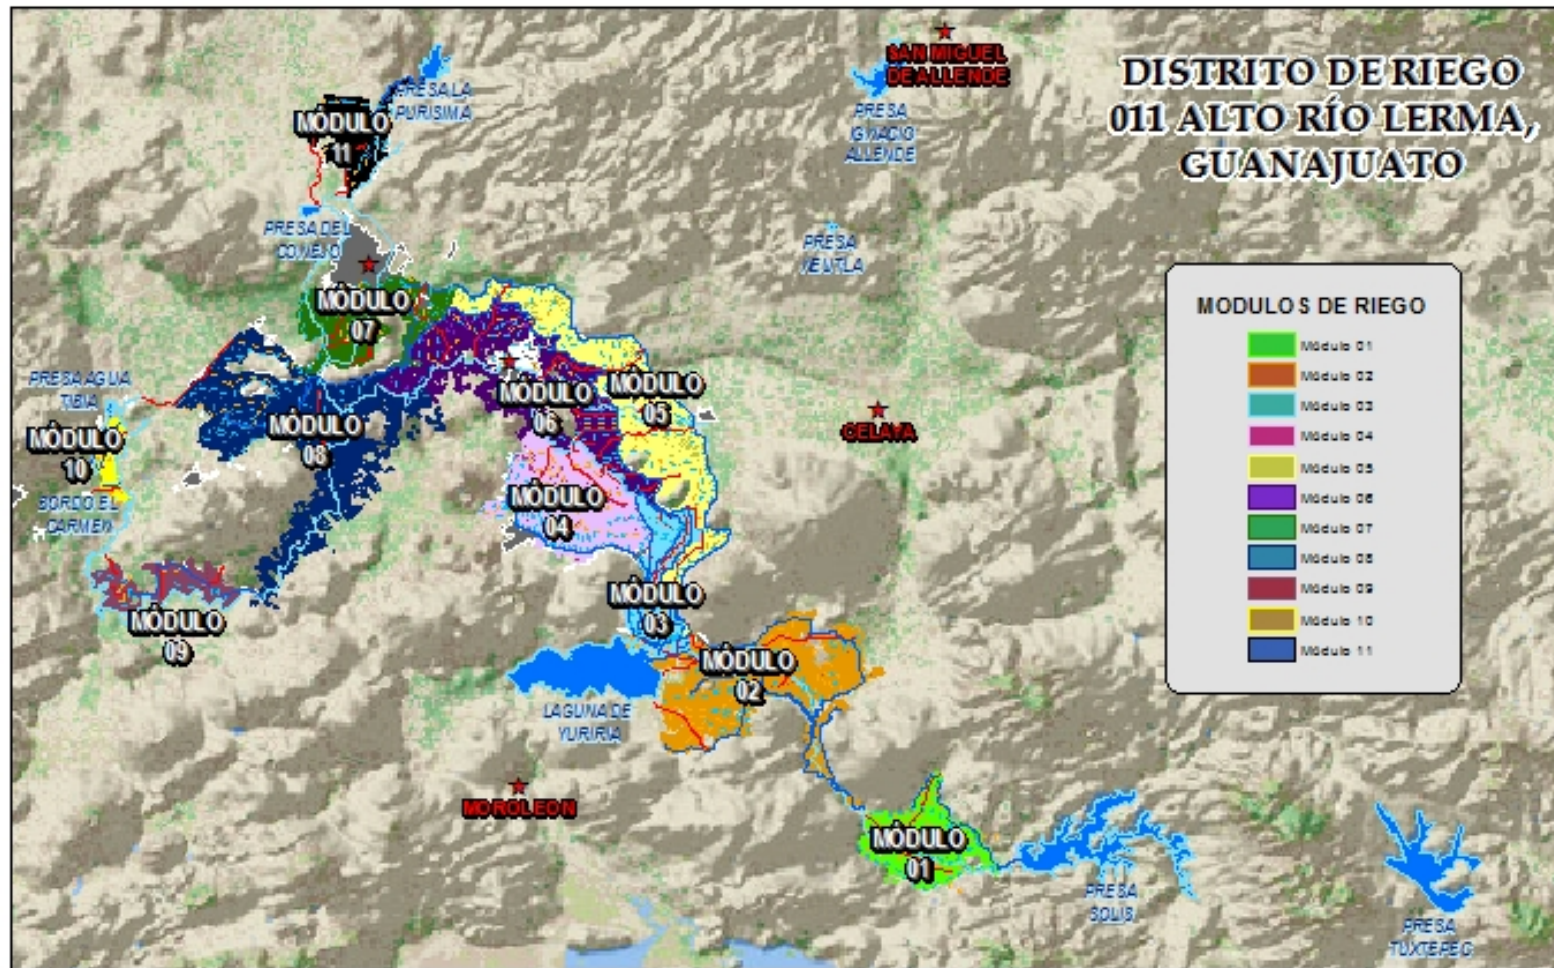 DISTRITO DE RIEGO
011 ALTO RÍO LERMA,
GUANAJUATO
SAN MIGUEL
DE ALLENDE
PRESA
IGNACIO
ALLENDE
PRESA LA
PURISIMA
MÓDULO
11
PRESA DEL
CONEJO
PRESA
MÓDULO
07
MÓDULO
06
MÓDULO
05
PRESA AGUA
TIBIA
MÓDULO
10
BORDO EL
CARMEN
MÓDULO
08
CELAYA
MÓDULO
04
MÓDULO
09
MÓDULO
03
MÓDULO
02
LAGUNA DE
YURIRIA
MOROLEON
MÓDULO
01
PRESA
SOLIS
PRESA
TUXTEPEC
MODULOS DE RIEGO
Módulo 01
Módulo 02
Módulo 03
Módulo 04
Módulo 05
Módulo 06
Módulo 07
Módulo 08
Módulo 09
Módulo 10
Módulo 11